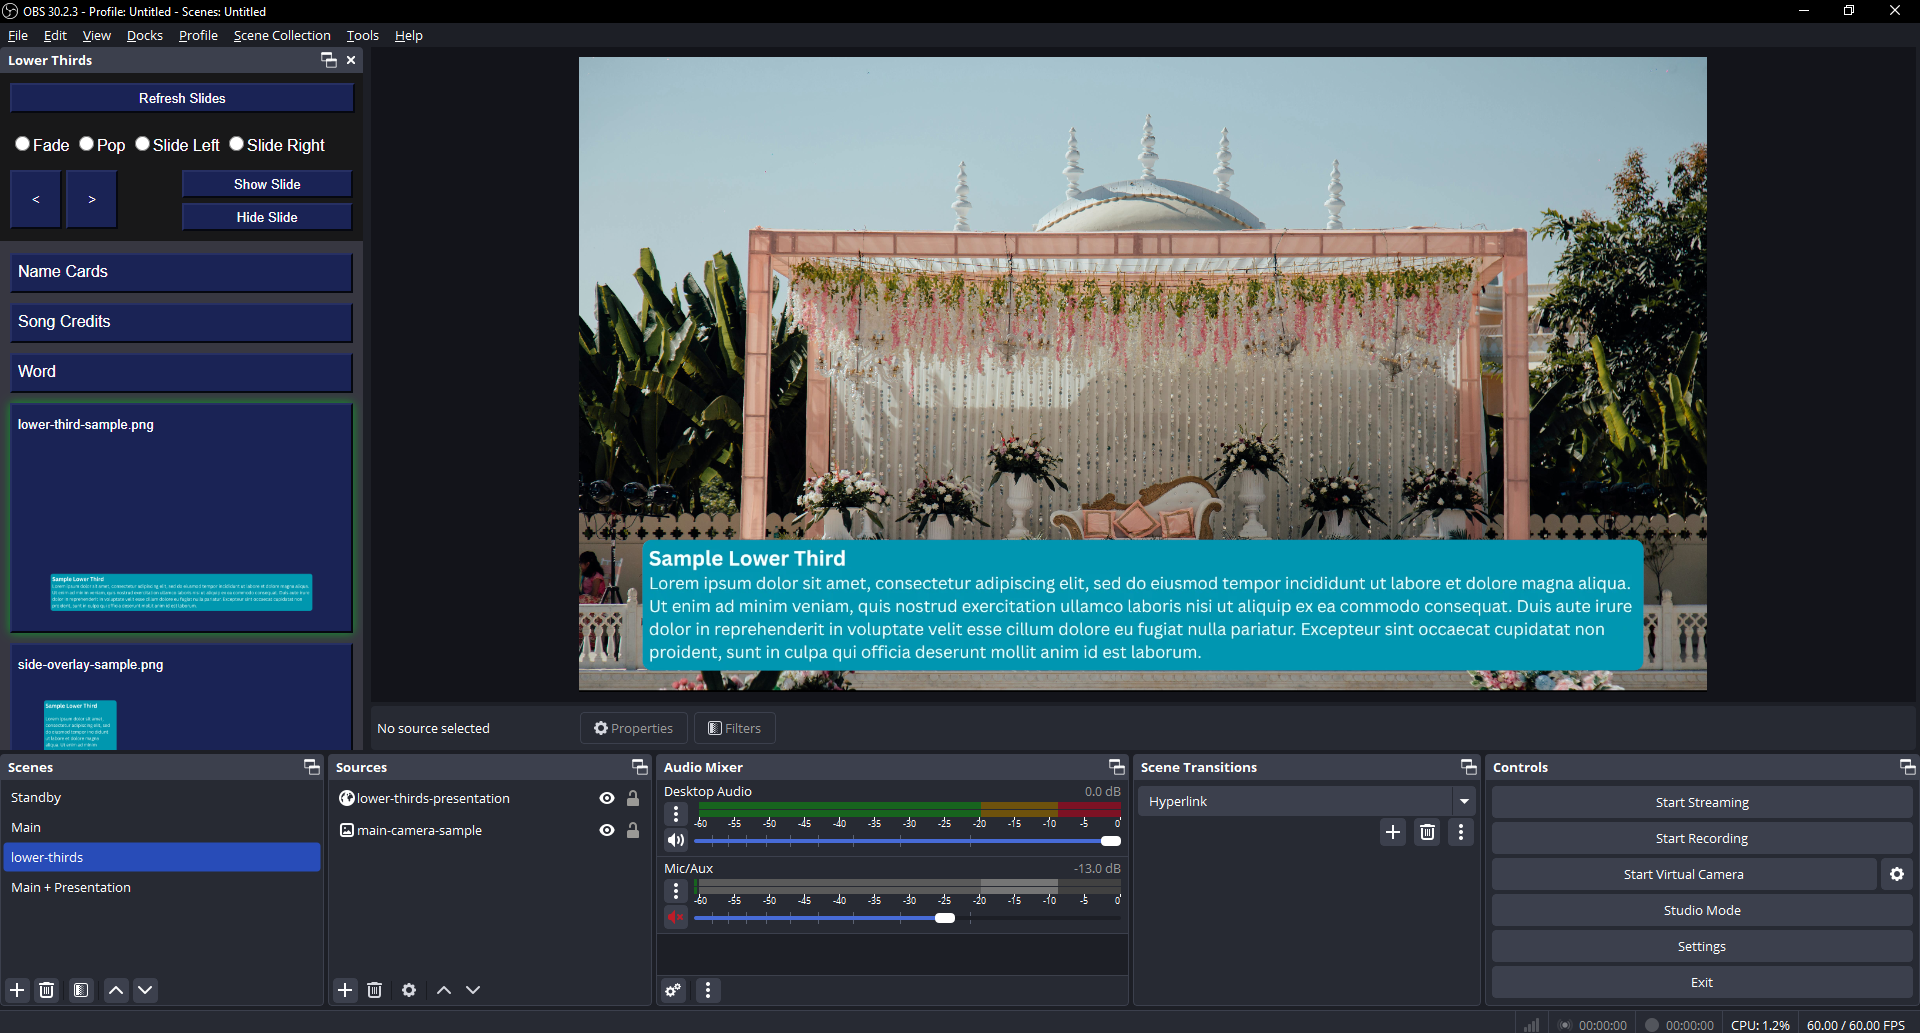 OBS 30.2.3 - Profile: Untitled - Scenes: Untitled
File Edit View Docks Profile Scene Collection Tools Help
Lower Thirds
Refresh Slides
Fade Pop Slide Left Slide Right
< >
Show Slide
Hide Slide
Name Cards
Song Credits
Word
lower-third-sample.png
Sample Lower Third
side-overlay-sample.png
Sample Lower Third
Sample Lower Third
Lorem ipsum dolor sit amet, consectetur adipiscing elit, sed do eiusmod tempor incididunt ut labore et dolore magna aliqua.
Ut enim ad minim veniam, quis nostrud exercitation ullamco laboris nisi ut aliquip ex ea commodo consequat. Duis aute irure
dolor in reprehenderit in voluptate velit esse cillum dolore eu fugiat nulla pariatur. Excepteur sint occaecat cupidatat non
proident, sunt in culpa qui officia deserunt mollit anim id est laborum.
No source selected
Properties
Filters
Scenes
Standby
Main
lower-thirds
Main + Presentation
Sources
lower-thirds-presentation
main-camera-sample
Audio Mixer
Desktop Audio 0.0 dB
-60 -55 -50 -45 -40 -35 -30 -25 -20 -15 -10 -5 0
Mic/Aux -13.0 dB
-60 -55 -50 -45 -40 -35 -30 -25 -20 -15 -10 -5 0
Scene Transitions
Hyperlink
Controls
Start Streaming
Start Recording
Start Virtual Camera
Studio Mode
Settings
Exit
00:00:00 00:00:00 CPU: 1.2% 60.00 / 60.00 FPS